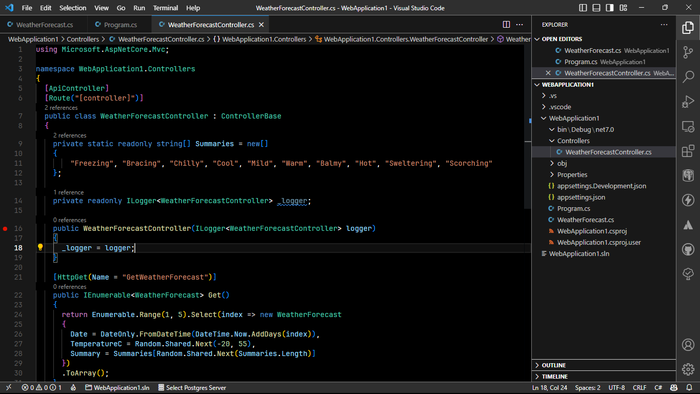 File Edit Selection View Go Run Terminal Help
WeatherForecastController.cs - WebApplication1 - Visual Studio Code
WeatherForecast.cs
Program.cs
WeatherForecastController.cs
WebApplication1 > Controllers > WeatherForecastController.cs > {} WebApplication1.Controllers > WebApplication1.Controllers.WeatherForecastController > Weather
1 using Microsoft.AspNetCore.Mvc;
2
3 namespace WebApplication1.Controllers
4 {
5 [ApiController]
6 [Route("[controller]")]
2 references
7 public class WeatherForecastController : ControllerBase
8 {
2 references
9 private static readonly string[] Summaries = new[]
10 {
11 "Freezing", "Bracing", "Chilly", "Cool", "Mild", "Warm", "Balmy", "Hot", "Sweltering", "Scorching"
12 };
13
1 reference
14 private readonly ILogger<WeatherForecastController> _logger;
15
0 references
16 public WeatherForecastController(ILogger<WeatherForecastController> logger)
17 {
18 _logger = logger;
19 }
20
21 [HttpGet(Name = "GetWeatherForecast")]
0 references
22 public IEnumerable<WeatherForecast> Get()
23 {
24 return Enumerable.Range(1, 5).Select(index => new WeatherForecast
25 {
26 Date = DateOnly.FromDateTime(DateTime.Now.AddDays(index)),
27 TemperatureC = Random.Shared.Next(-20, 55),
28 Summary = Summaries[Random.Shared.Next(Summaries.Length)]
29 })
30 .ToArray();
EXPLORER
OPEN EDITORS
WeatherForecast.cs WebApplication1
Program.cs WebApplication1
WeatherForecastController.cs WebA...
WEBAPPLICATION1
.vs
.vscode
WebApplication1
bin \ Debug \ net7.0
Controllers
WeatherForecastController.cs
obj
Properties
appsettings.Development.json
appsettings.json
Program.cs
WeatherForecast.cs
WebApplication1.csproj
WebApplication1.csproj.user
WebApplication1.sln
OUTLINE
TIMELINE
0 0 1 WebApplication1.sln Select Postgres Server Ln 18, Col 24 Spaces: 2 UTF-8 CRLF C#